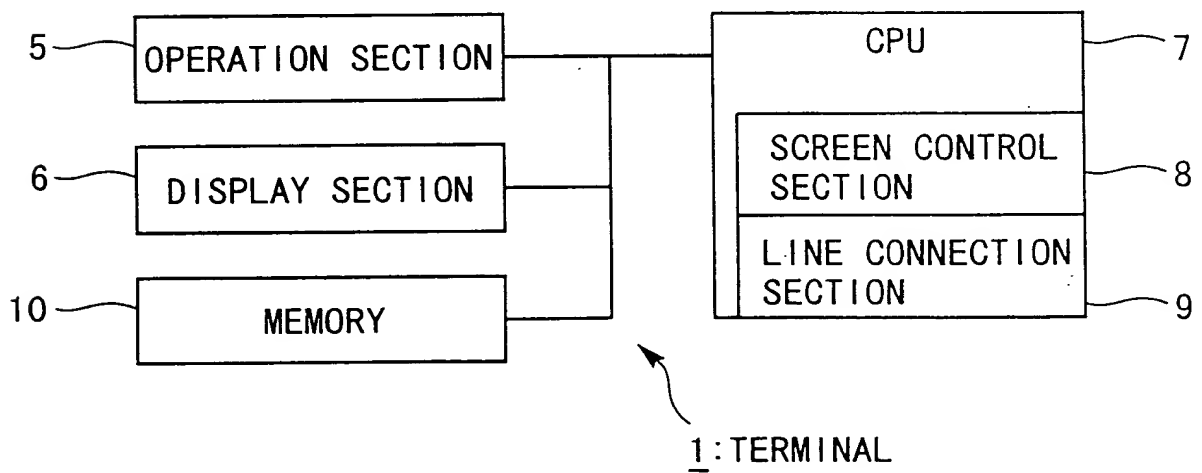 5
OPERATION SECTION
CPU
7
6
DISPLAY SECTION
SCREEN CONTROL
SECTION
8
10
MEMORY
LINE CONNECTION
SECTION
9
1:TERMINAL